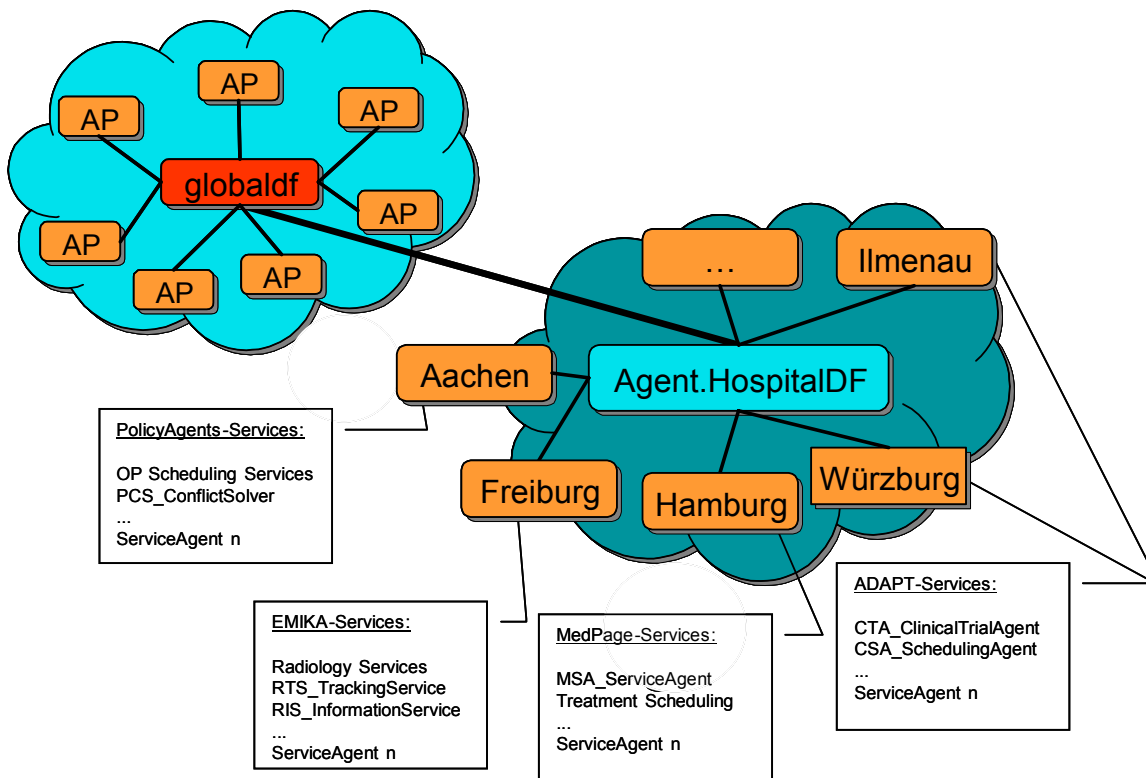 AP
AP
AP
globaldf
AP
AP
AP
AP
...
Ilmenau
Aachen
Agent.HospitalDF
Freiburg
Hamburg
Würzburg
PolicyAgents-Services:
OP Scheduling Services
PCS_ConflictSolver
...
ServiceAgent n
EMIKA-Services:
Radiology Services
RTS_TrackingService
RIS_InformationService
...
ServiceAgent n
MedPage-Services:
MSA_ServiceAgent
Treatment Scheduling
...
ServiceAgent n
ADAPT-Services:
CTA_ClinicalTrialAgent
CSA_SchedulingAgent
...
ServiceAgent n